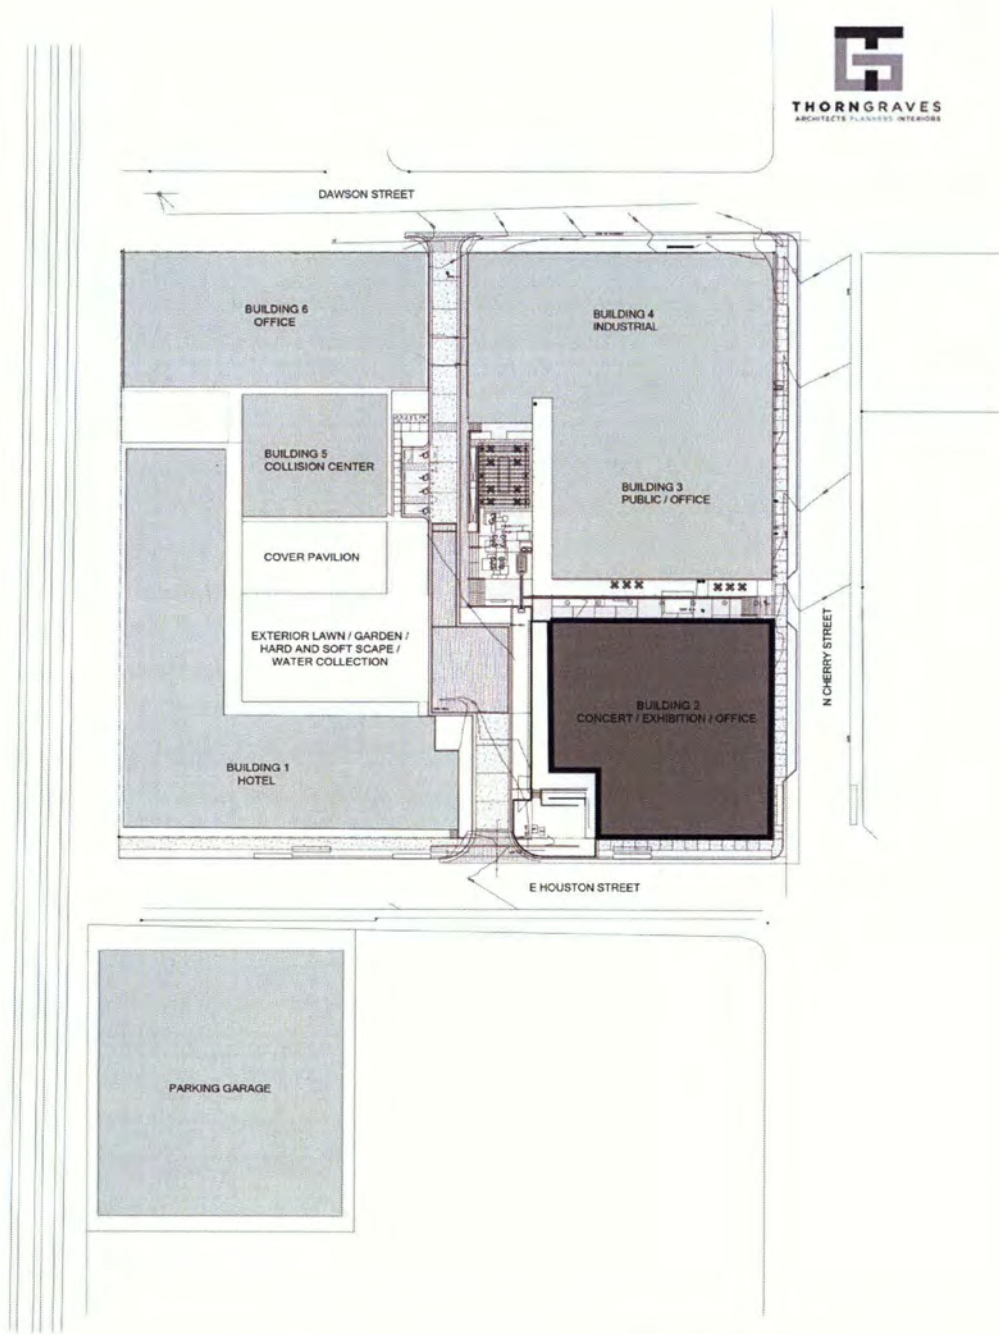 THORNGRAVES
ARCHITECTS PLANNERS INTERIORS
DAWSON STREET
BUILDING 6
OFFICE
BUILDING 4
INDUSTRIAL
BUILDING 5
COLLISION CENTER
BUILDING 3
PUBLIC / OFFICE
COVER PAVILION
EXTERIOR LAWN / GARDEN /
HARD AND SOFT SCAPE /
WATER COLLECTION
N CHERRY STREET
BUILDING 2
CONCERT / EXHIBITION / OFFICE
BUILDING 1
HOTEL
E HOUSTON STREET
PARKING GARAGE